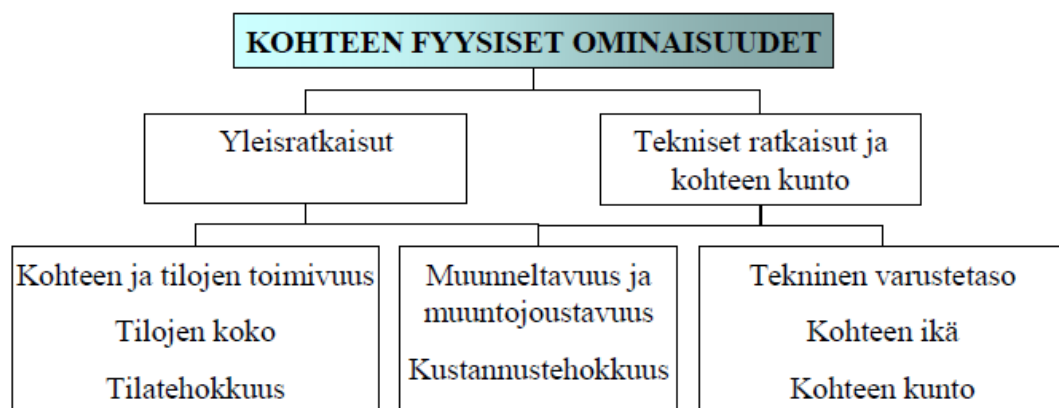 KOHTEEN FYYSISET OMINAISUUDET
Yleisratkaisut
Tekniset ratkaisut ja
kohteen kunto
Kohteen ja tilojen toimivuus
Tilojen koko
Tilatehokkuus
Muunneltavuus ja
muuntojoustavuus
Kustannustehokkuus
Tekninen varustetaso
Kohteen ikä
Kohteen kunto